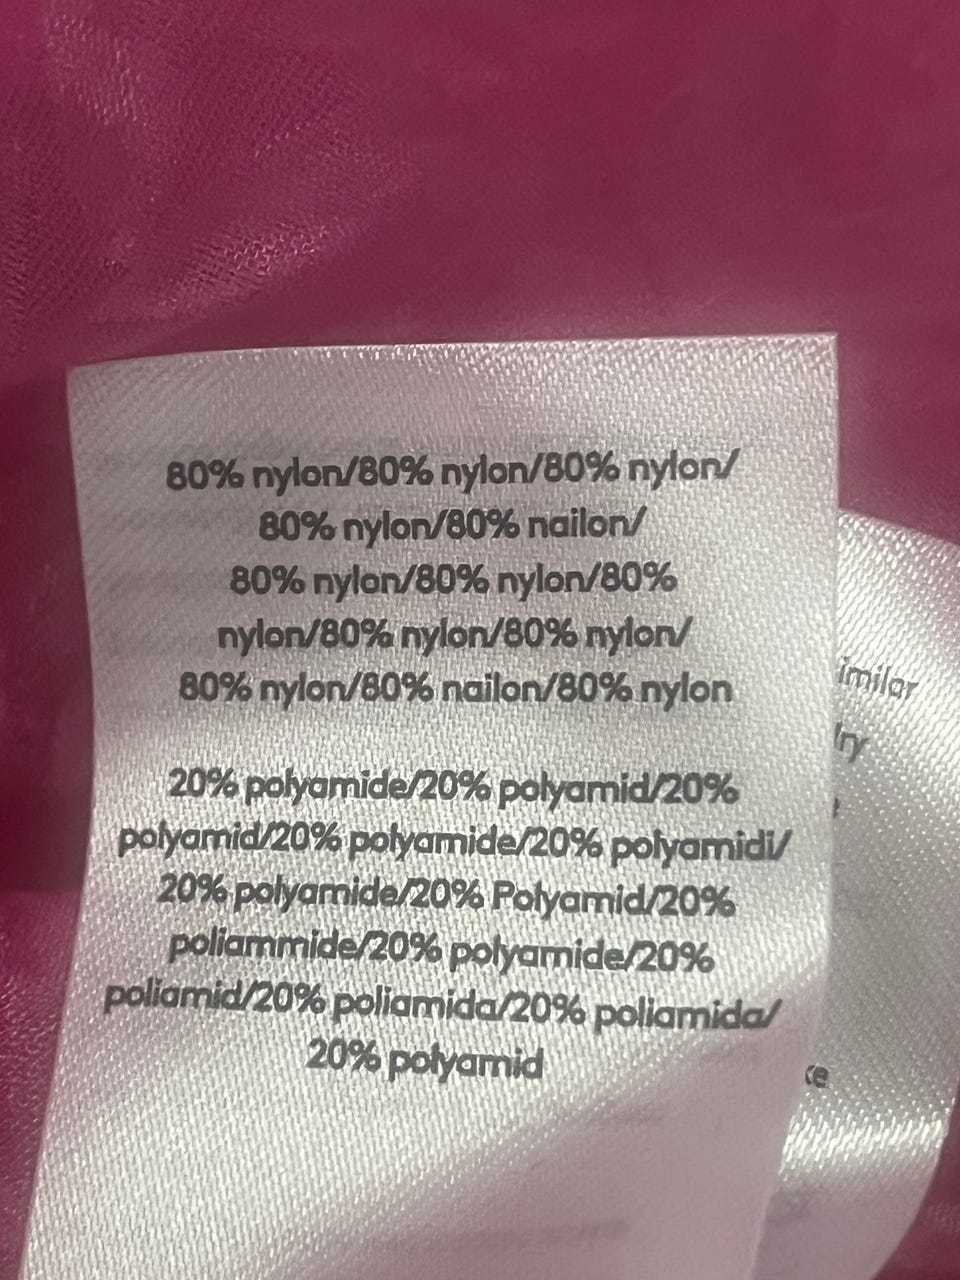 80% nylon/80% nylon/80% nylon/
80% nylon/80% nailon/
80% nylon/80% nylon/80%
nylon/80% nylon/80% nylon/
80% nylon/80% nailon/80% nylon
20% polyamide/20% polyamid/20%
polyamid/20% polyamide/20% polyamidi/
20% polyamide/20% Polyamid/20%
poliammide/20% polyamide/20%
poliamid/20% poliamida/20% poliamida/
20% polyamid
imilar
ry